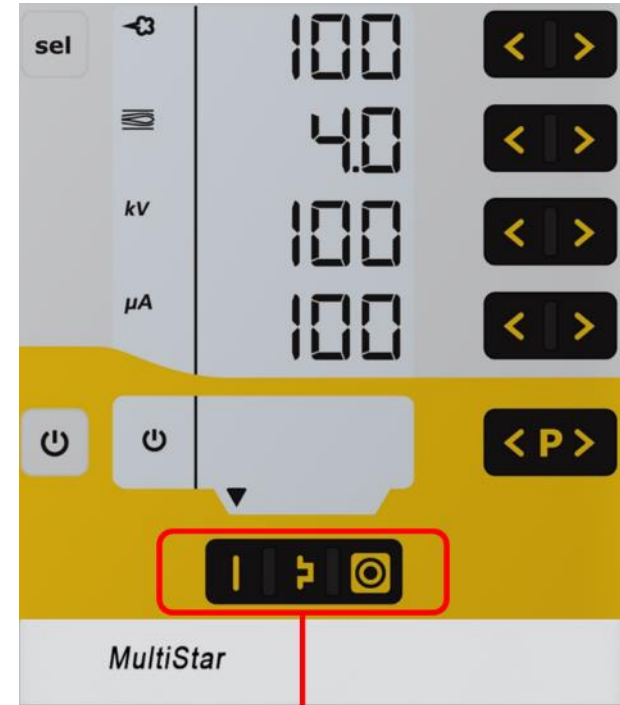 sel 100 < >
4.0 < >
kV 100 < >
µA 100 < >
< P >
MultiStar